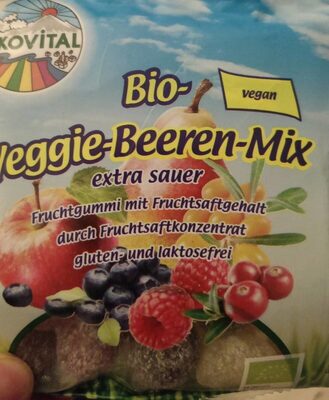 KOVITAL
Bio-
vegan
Veggie-Beeren-Mix
extra sauer
Fruchtgummi mit Fruchtsaftgehalt
durch Fruchtsaftkonzentrat
gluten- und laktosefrei